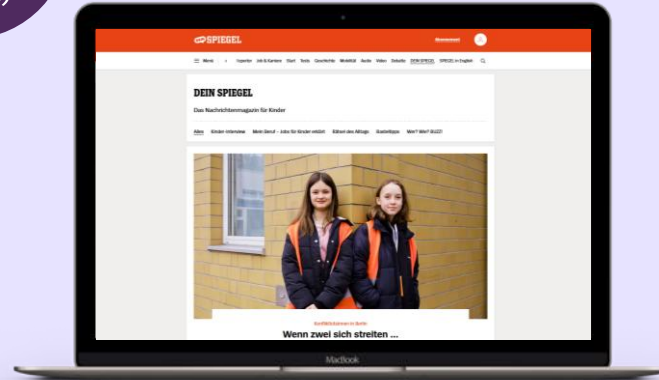 SPIEGEL
Abonnement
Menü Job & Karriere Start Tests Geschichte Mobilität Audio Video Debatte DEIN SPIEGEL SPIEGEL in English
DEIN SPIEGEL
Das Nachrichtenmagazin für Kinder
Alles Kinder-Interview Mein Beruf – Jobs für Kinder erklärt Rätsel des Alltags Basteltipps Wer? Wie? BUZZ!
Konfliktlotsinnen in Berlin
Wenn zwei sich streiten ...
MacBook